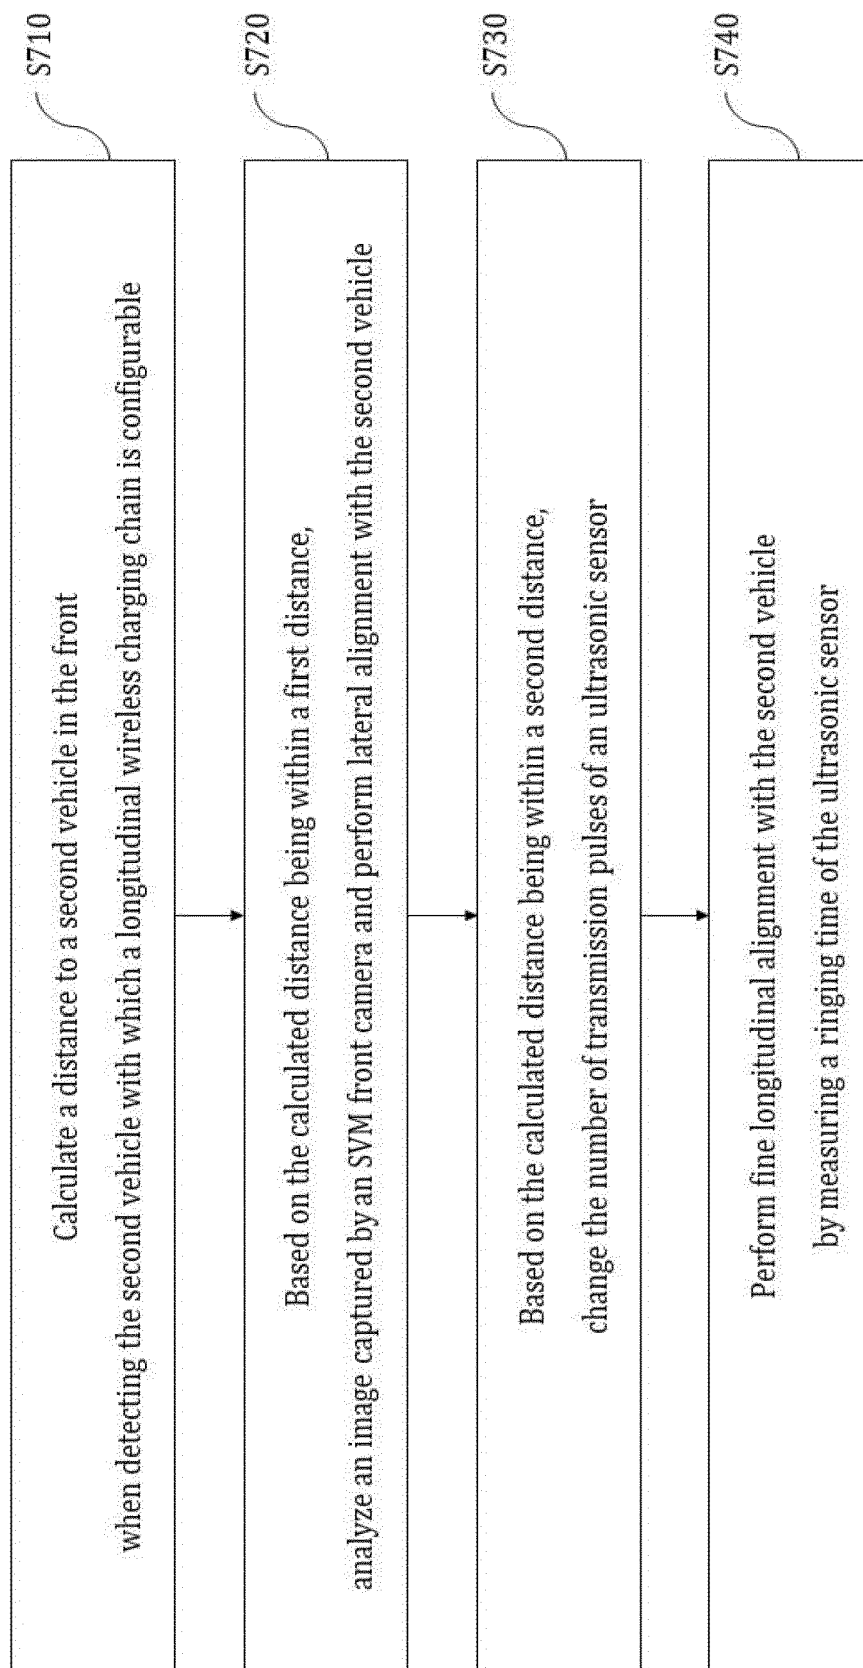 S710
Calculate a distance to a second vehicle in the front
when detecting the second vehicle with which a longitudinal wireless charging chain is configurable
S720
Based on the calculated distance being within a first distance,
analyze an image captured by an SVM front camera and perform lateral alignment with the second vehicle
S730
Based on the calculated distance being within a second distance,
change the number of transmission pulses of an ultrasonic sensor
S740
Perform fine longitudinal alignment with the second vehicle
by measuring a ringing time of the ultrasonic sensor